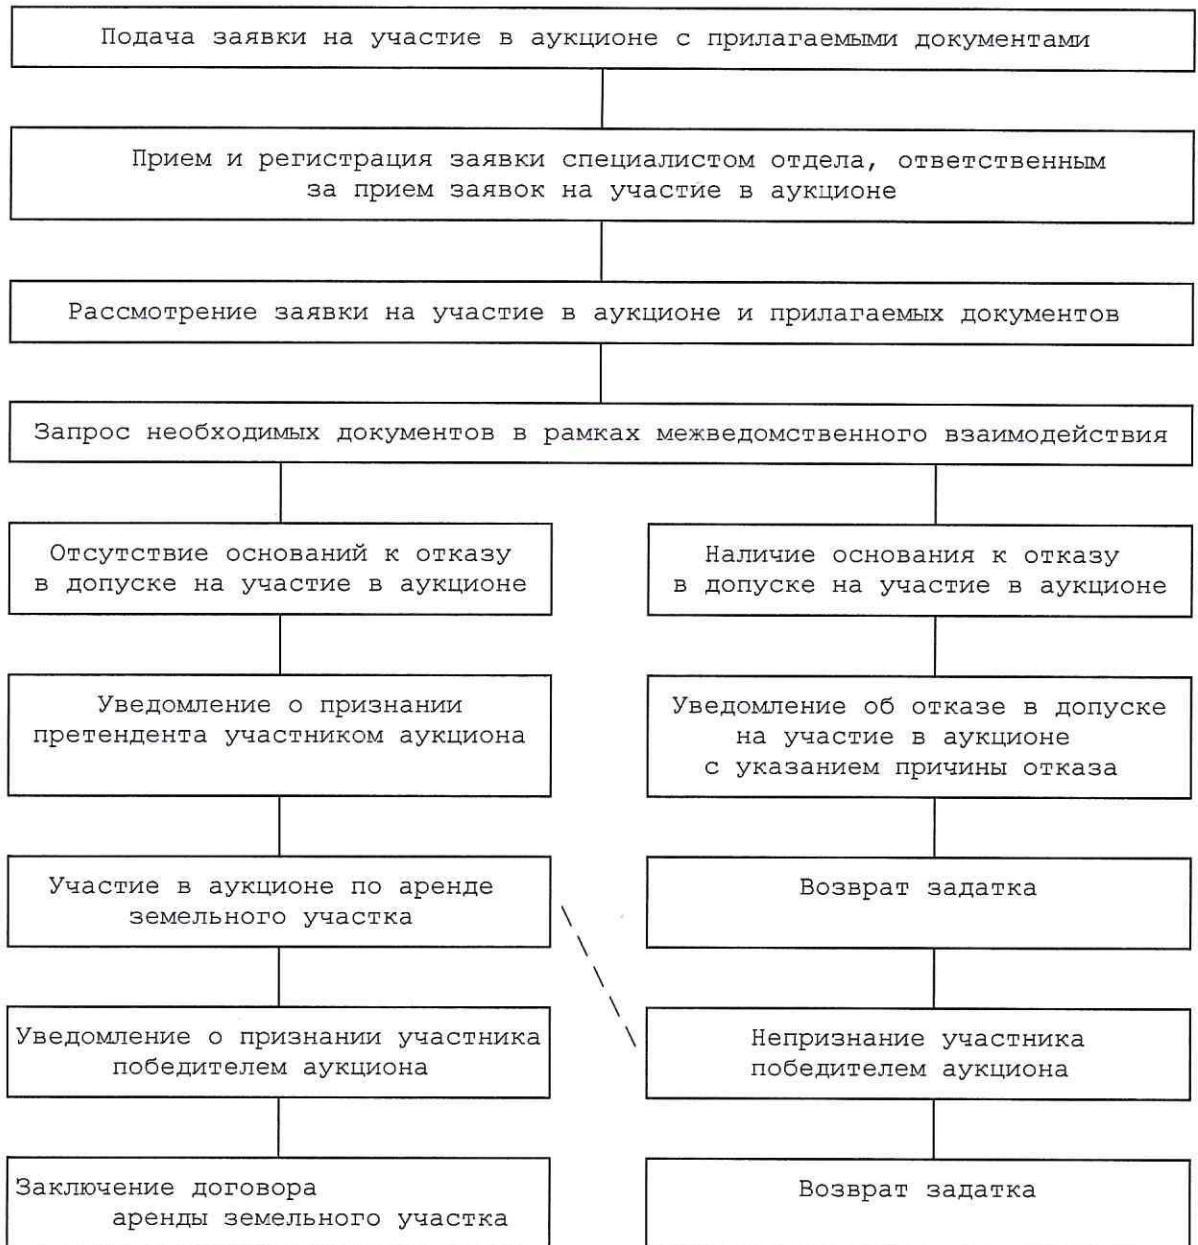 Подача заявки на участие в аукционе с прилагаемыми документами
Прием и регистрация заявки специалистом отдела, ответственным
за прием заявок на участие в аукционе
Рассмотрение заявки на участие в аукционе и прилагаемых документов
Запрос необходимых документов в рамках межведомственного взаимодействия
Отсутствие оснований к отказу
в допуске на участие в аукционе
Наличие основания к отказу
в допуске на участие в аукционе
Уведомление о признании
претендента участником аукциона
Уведомление об отказе в допуске
на участие в аукционе
с указанием причины отказа
Участие в аукционе по аренде
земельного участка
Возврат задатка
Уведомление о признании участника
победителем аукциона
Непризнание участника
победителем аукциона
Заключение договора
аренды земельного участка
Возврат задатка